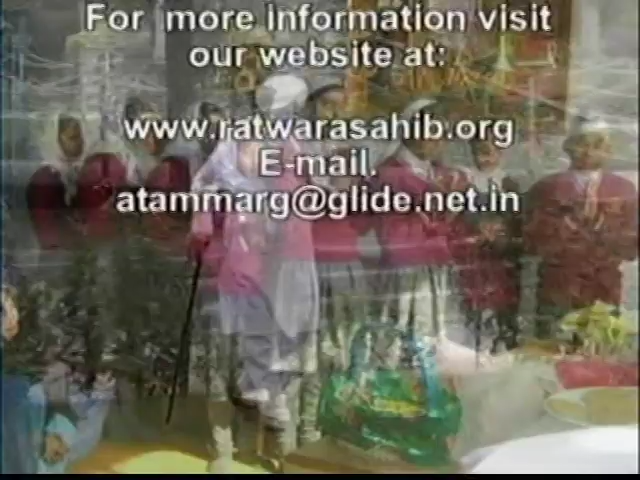 For more information visit
our website at:
www.ratwarasahib.org
E-mail.
atammarg@glide.net.in